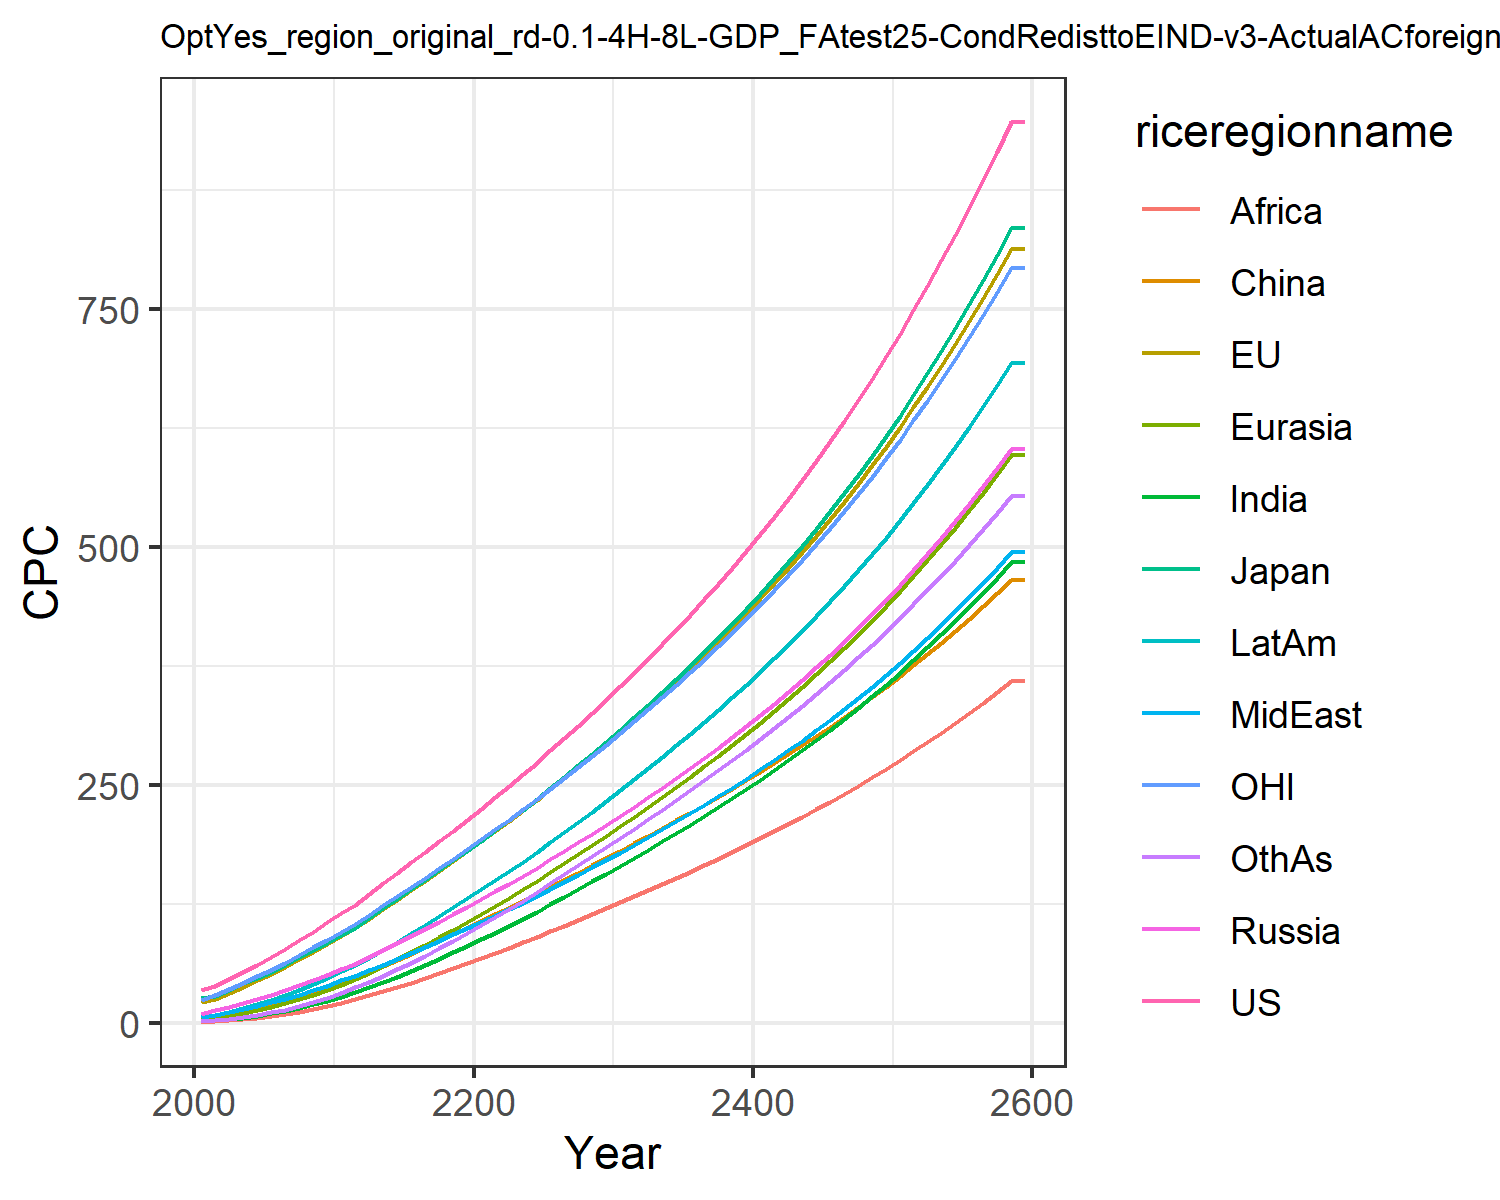 OptYes_region_original_rd-0.1-4H-8L-GDP_FAtest25-CondRedisttoEIND-v3-ActualACforeign
CPC
750
500
250
0
2000 2200 2400 2600
Year
riceregionname
Africa
China
EU
Eurasia
India
Japan
LatAm
MidEast
OHI
OthAs
Russia
US